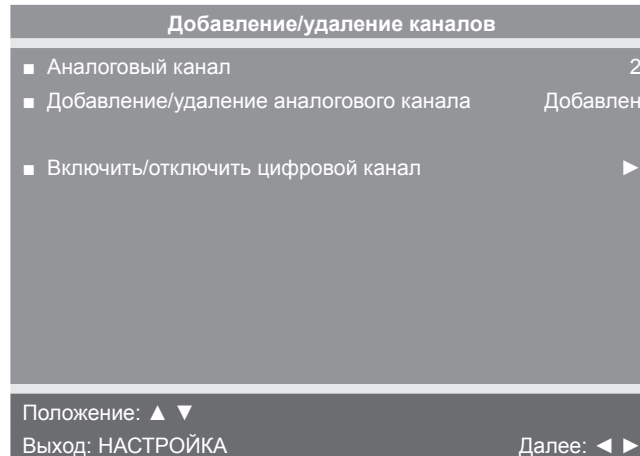 Добавление/удаление каналов
■ Аналоговый канал 2
■ Добавление/удаление аналогового канала Добавлен
■ Включить/отключить цифровой канал ►
Положение: ▲ ▼
Выход: НАСТРОЙКА Далее: ◄ ►